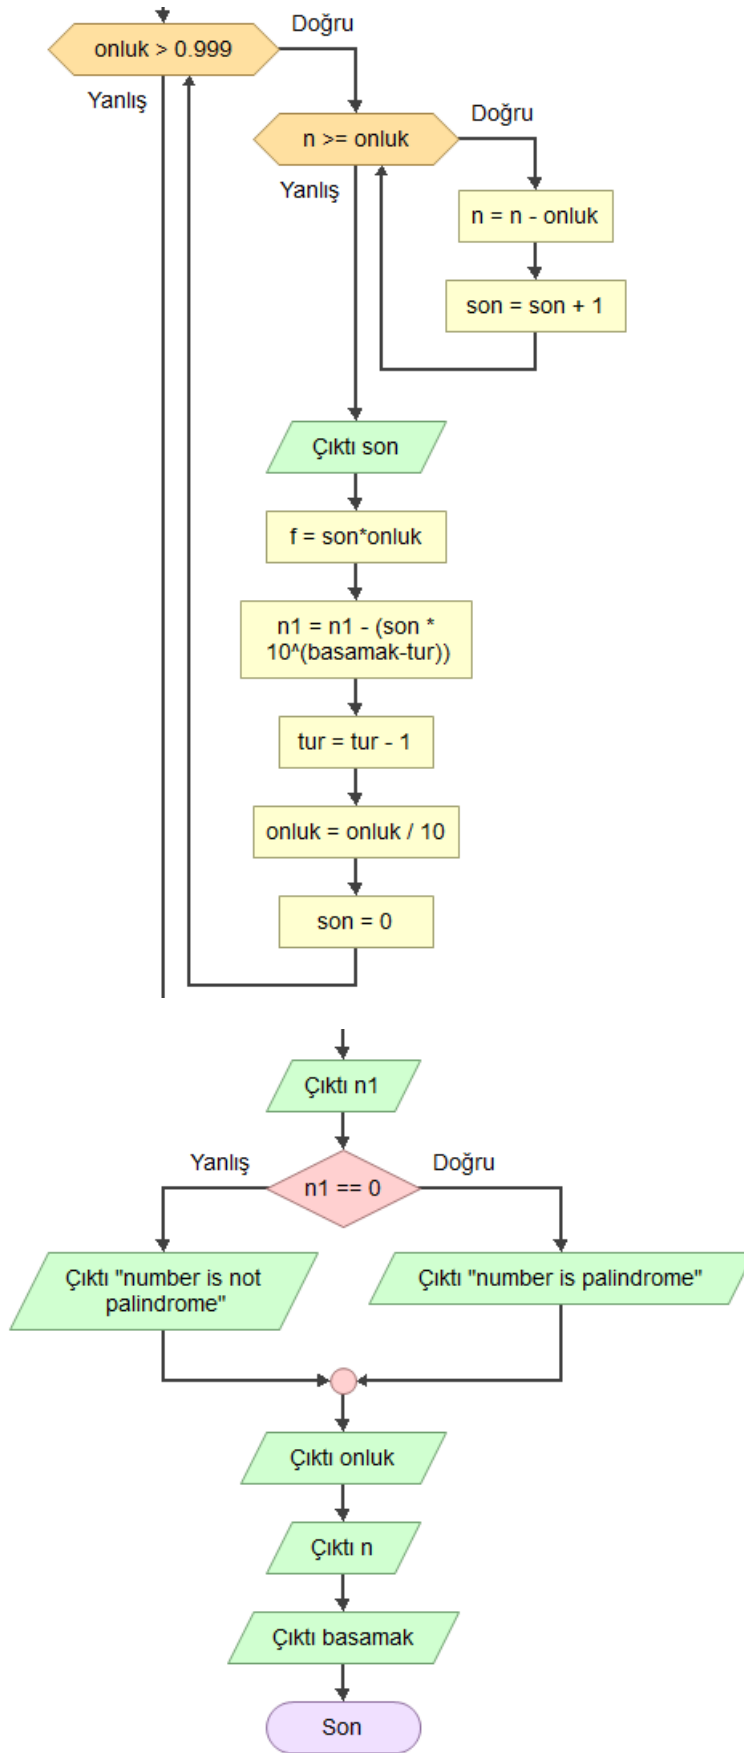 onluk > 0.999
Doğru
Yanlış
n >= onluk
Doğru
Yanlış
n = n - onluk
son = son + 1
Çıktı son
f = son*onluk
n1 = n1 - (son *
10^(basamak-tur))
tur = tur - 1
onluk = onluk / 10
son = 0
Çıktı n1
Yanlış
n1 == 0
Doğru
Çıktı "number is not
palindrome"
Çıktı "number is palindrome"
Çıktı onluk
Çıktı n
Çıktı basamak
Son